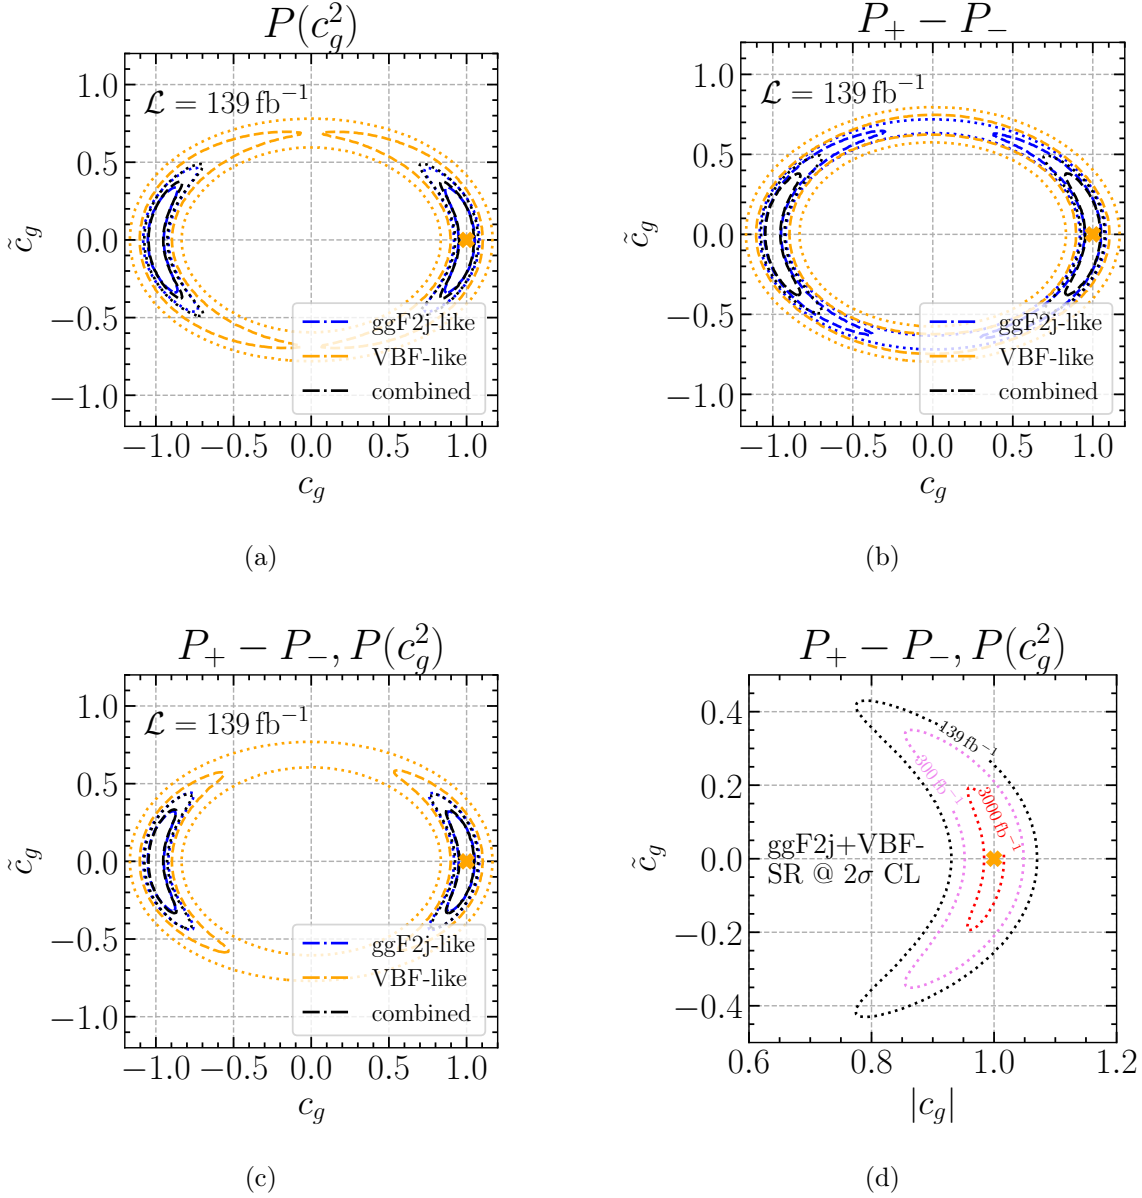 P(c_g^2)
ℒ = 139 fb⁻¹
1.0
0.5
0.0
−0.5
−1.0
c̃_g
ggF2j-like
VBF-like
combined
−1.0 −0.5 0.0 0.5 1.0
c_g
(a)
P_+ − P_−
ℒ = 139 fb⁻¹
1.0
0.5
0.0
−0.5
−1.0
c̃_g
ggF2j-like
VBF-like
combined
−1.0 −0.5 0.0 0.5 1.0
c_g
(b)
P_+ − P_−, P(c_g^2)
ℒ = 139 fb⁻¹
1.0
0.5
0.0
−0.5
−1.0
c̃_g
ggF2j-like
VBF-like
combined
−1.0 −0.5 0.0 0.5 1.0
c_g
(c)
P_+ − P_−, P(c_g^2)
0.4
0.2
0.0
−0.2
−0.4
c̃_g
139 fb⁻¹
300 fb⁻¹
3000 fb⁻¹
ggF2j+VBF-
SR @ 2σ CL
0.6 0.8 1.0 1.2
|c_g|
(d)